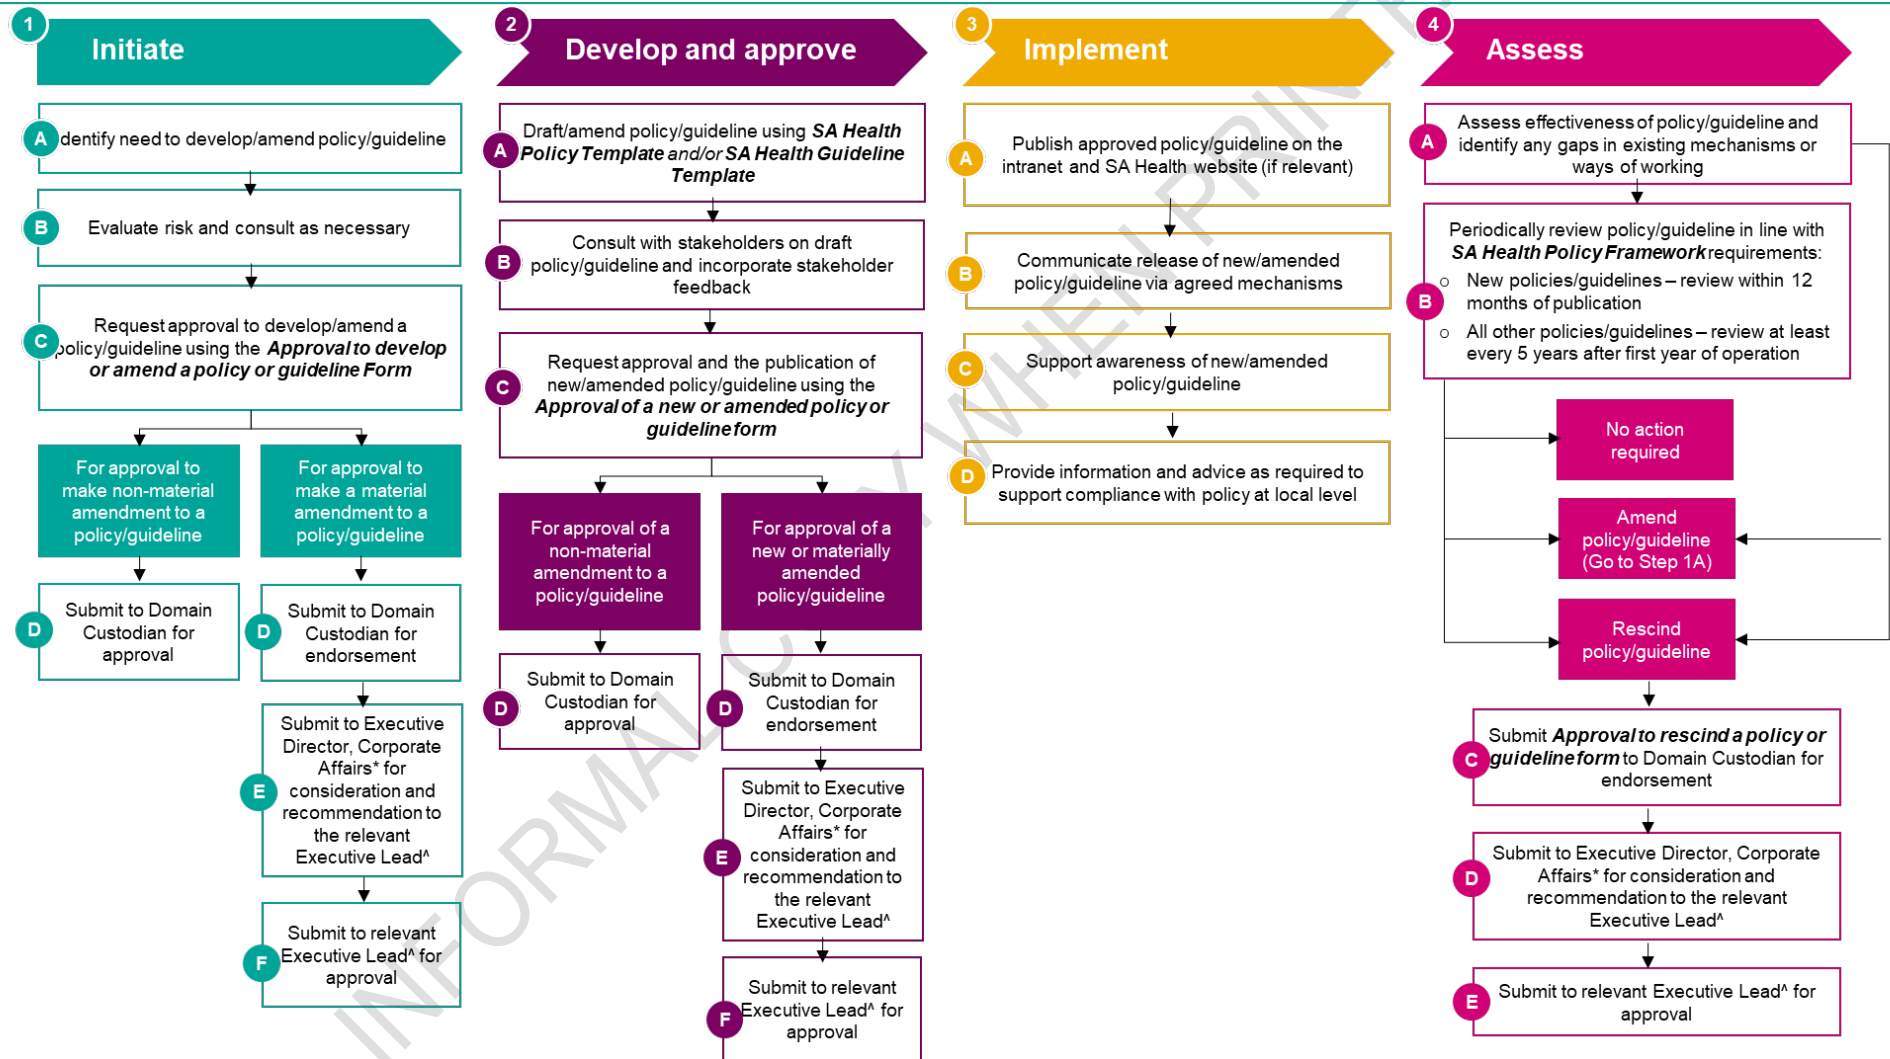 1
Initiate
A
Identify need to develop/amend policy/guideline
B
Evaluate risk and consult as necessary
C
Request approval to develop/amend a
policy/guideline using the Approval to develop
or amend a policy or guideline Form
For approval to
make non-material
amendment to a
policy/guideline
D
Submit to Domain
Custodian for
approval
For approval to
make a material
amendment to a
policy/guideline
D
Submit to Domain
Custodian for
endorsement
E
Submit to Executive
Director, Corporate
Affairs* for
consideration and
recommendation to
the relevant
Executive Lead^
F
Submit to relevant
Executive Lead^ for
approval
2
Develop and approve
A
Draft/amend policy/guideline using SA Health
Policy Template and/or SA Health Guideline
Template
B
Consult with stakeholders on draft
policy/guideline and incorporate stakeholder
feedback
C
Request approval and the publication of
new/amended policy/guideline using the
Approval of a new or amended policy or
guideline form
For approval of a
non-material
amendment to a
policy/guideline
D
Submit to Domain
Custodian for
approval
For approval of a
new or materially
amended
policy/guideline
D
Submit to Domain
Custodian for
endorsement
E
Submit to Executive
Director, Corporate
Affairs* for
consideration and
recommendation to
the relevant
Executive Lead^
F
Submit to relevant
Executive Lead^ for
approval
3
Implement
A
Publish approved policy/guideline on the
intranet and SA Health website (if relevant)
B
Communicate release of new/amended
policy/guideline via agreed mechanisms
C
Support awareness of new/amended
policy/guideline
D
Provide information and advice as required to
support compliance with policy at local level
4
Assess
A
Assess effectiveness of policy/guideline and
identify any gaps in existing mechanisms or
ways of working
B
Periodically review policy/guideline in line with
SA Health Policy Framework requirements:
o New policies/guidelines – review within 12
months of publication
o All other policies/guidelines – review at least
every 5 years after first year of operation
No action
required
Amend
policy/guideline
(Go to Step 1A)
Rescind
policy/guideline
C
Submit Approval to rescind a policy or
guideline form to Domain Custodian for
endorsement
D
Submit to Executive Director, Corporate
Affairs* for consideration and
recommendation to the relevant
Executive Lead^
E
Submit to relevant Executive Lead^ for
approval
INFORMAL C Y WHEN PRINTE